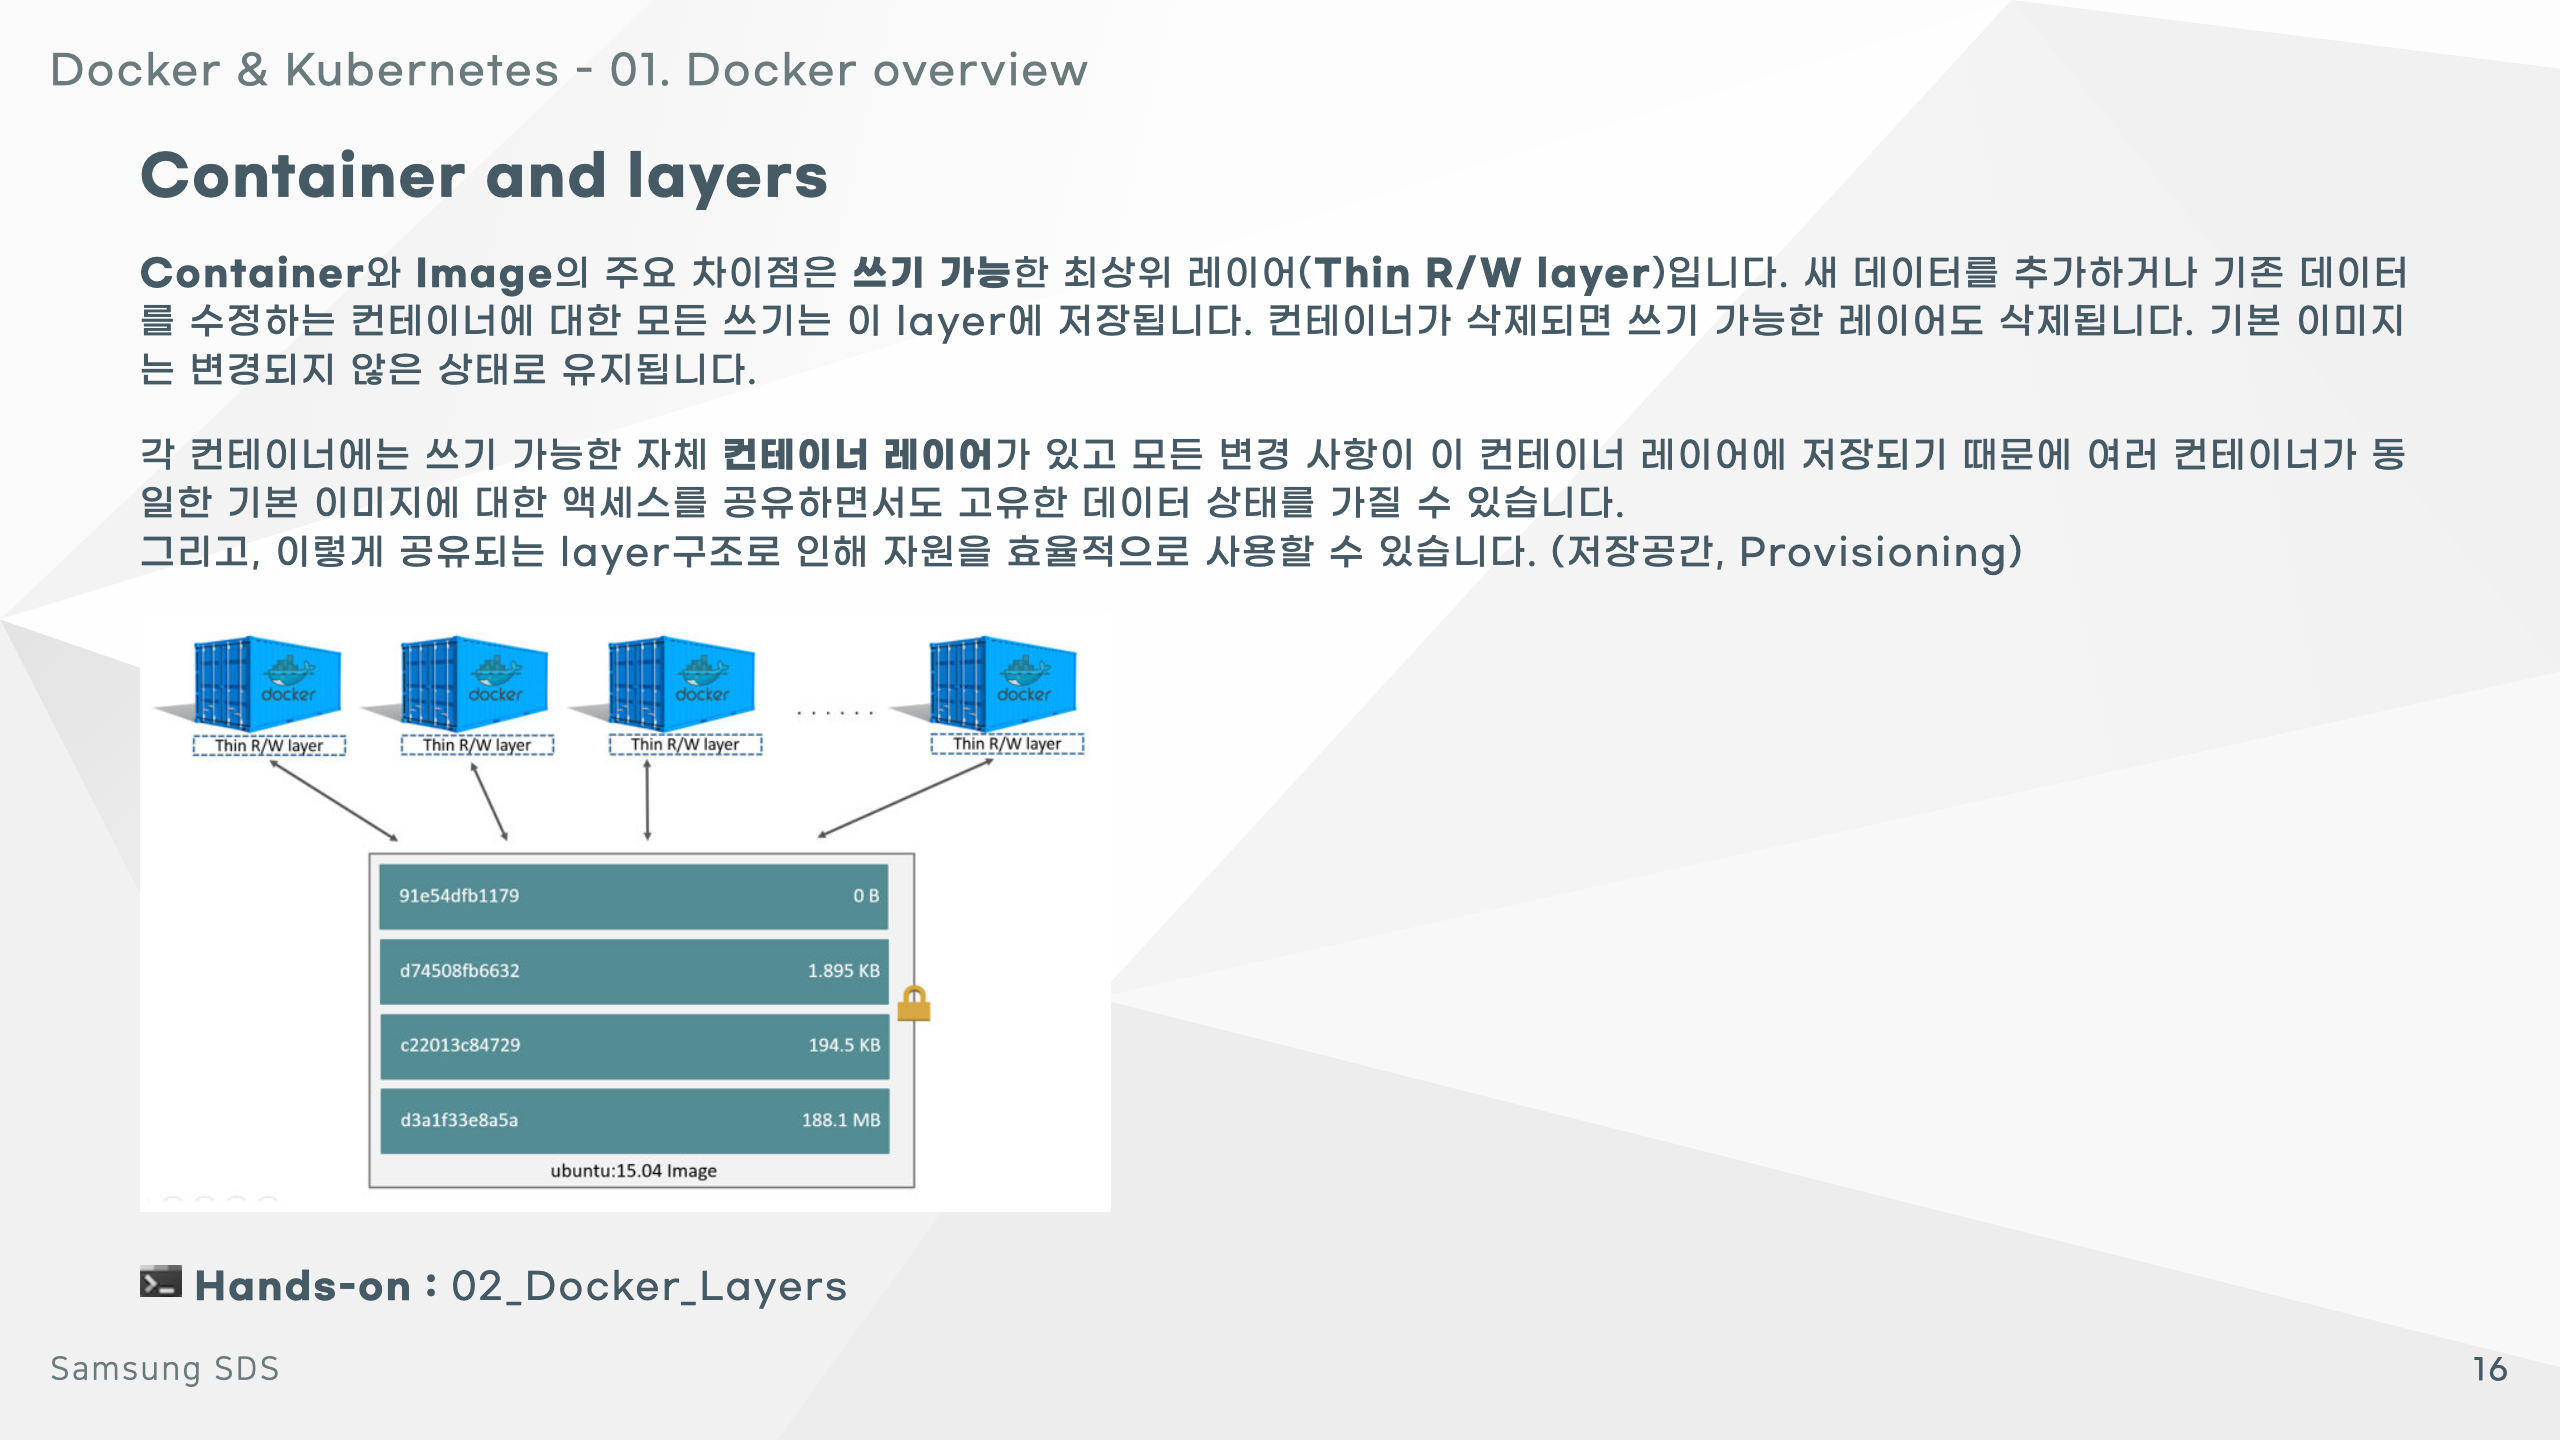 Docker & Kubernetes - 01. Docker overview
Container and layers
Container와 Image의 주요 차이점은 쓰기 가능한 최상위 레이어(Thin R/W layer)입니다. 새 데이터를 추가하거나 기존 데이터
를 수정하는 컨테이너에 대한 모든 쓰기는 이 layer에 저장됩니다. 컨테이너가 삭제되면 쓰기 가능한 레이어도 삭제됩니다. 기본 이미지
는 변경되지 않은 상태로 유지됩니다.
각 컨테이너에는 쓰기 가능한 자체 컨테이너 레이어가 있고 모든 변경 사항이 이 컨테이너 레이어에 저장되기 때문에 여러 컨테이너가 동
일한 기본 이미지에 대한 액세스를 공유하면서도 고유한 데이터 상태를 가질 수 있습니다.
그리고, 이렇게 공유되는 layer구조로 인해 자원을 효율적으로 사용할 수 있습니다. (저장공간, Provisioning)
docker docker docker ...... docker
Thin R/W layer Thin R/W layer Thin R/W layer Thin R/W layer
91e54dfb1179 0 B
d74508fb6632 1.895 KB
c22013c84729 194.5 KB
d3a1f33e8a5a 188.1 MB
ubuntu:15.04 Image
Hands-on : 02_Docker_Layers
Samsung SDS 16